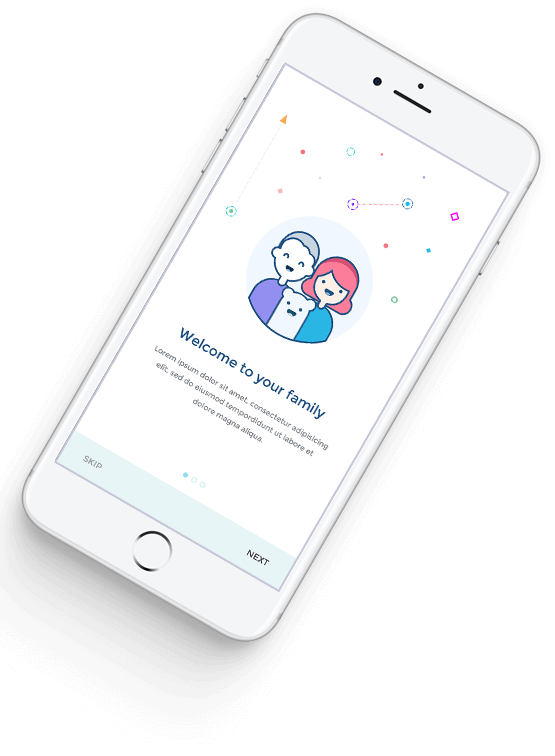 Welcome to your family
Lorem ipsum dolor sit amet, consectetur adipisicing
elit, sed do eiusmod tempordidunt ut labore et
dolore magna aliqua.
SKIP
NEXT